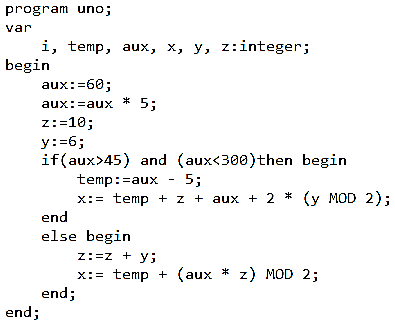 program uno;
var
    i, temp, aux, x, y, z:integer;
begin
    aux:=60;
    aux:=aux * 5;
    z:=10;
    y:=6;
    if(aux>45) and (aux<300)then begin
        temp:=aux - 5;
        x:= temp + z + aux + 2 * (y MOD 2);
    end
    else begin
        z:=z + y;
        x:= temp + (aux * z) MOD 2;
    end;
end;